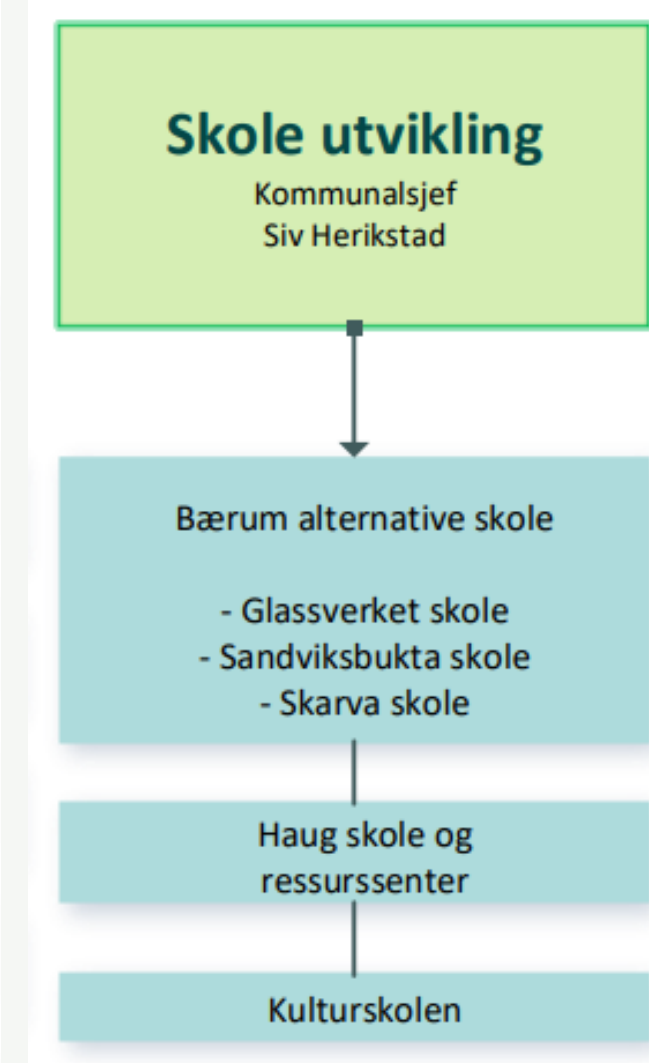 Skole utvikling
Kommunalsjef
Siv Herikstad
Bærum alternative skole
- Glassverket skole
- Sandviksbukta skole
- Skarva skole
Haug skole og
ressurssenter
Kulturskolen